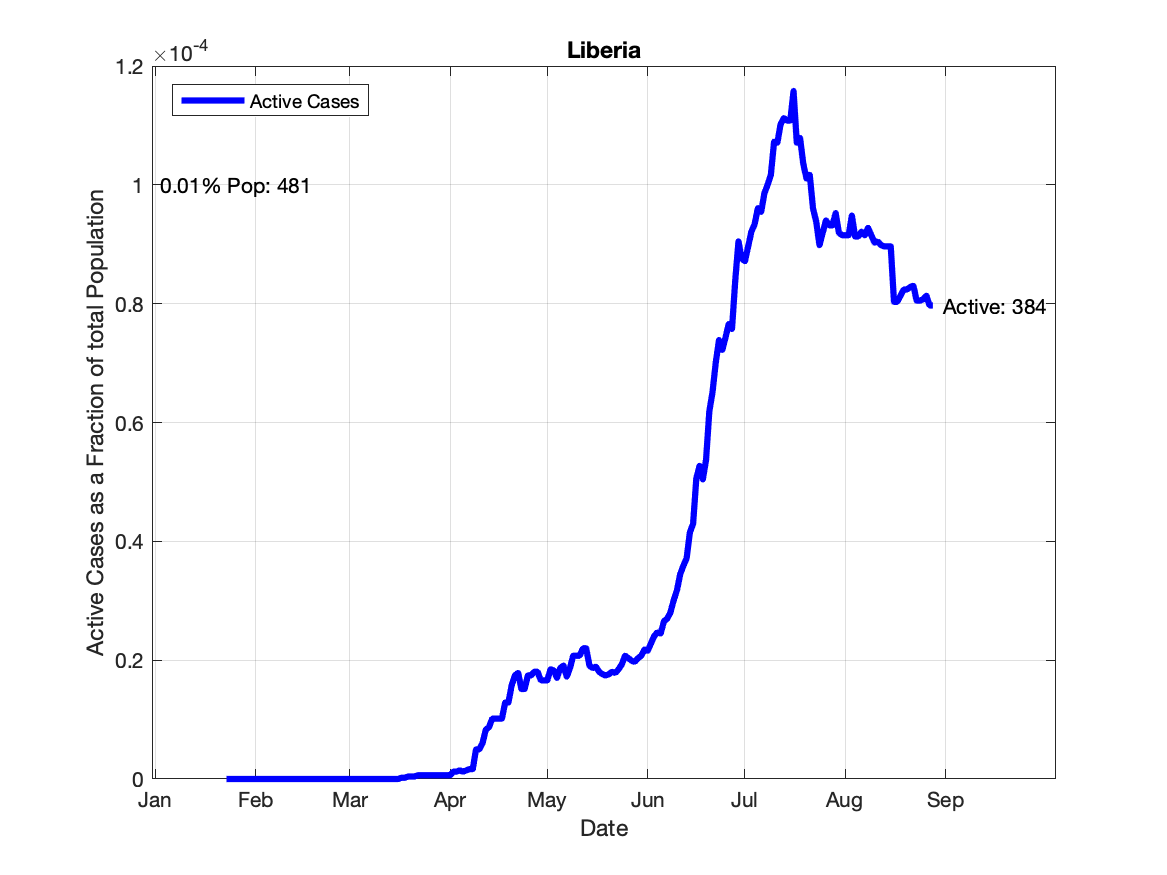 Liberia
×10-4
Active Cases
1.2
1
0.8
0.6
0.4
0.2
0
0.01% Pop: 481
Active: 384
Active Cases as a Fraction of total Population
Jan Feb Mar Apr May Jun Jul Aug Sep
Date